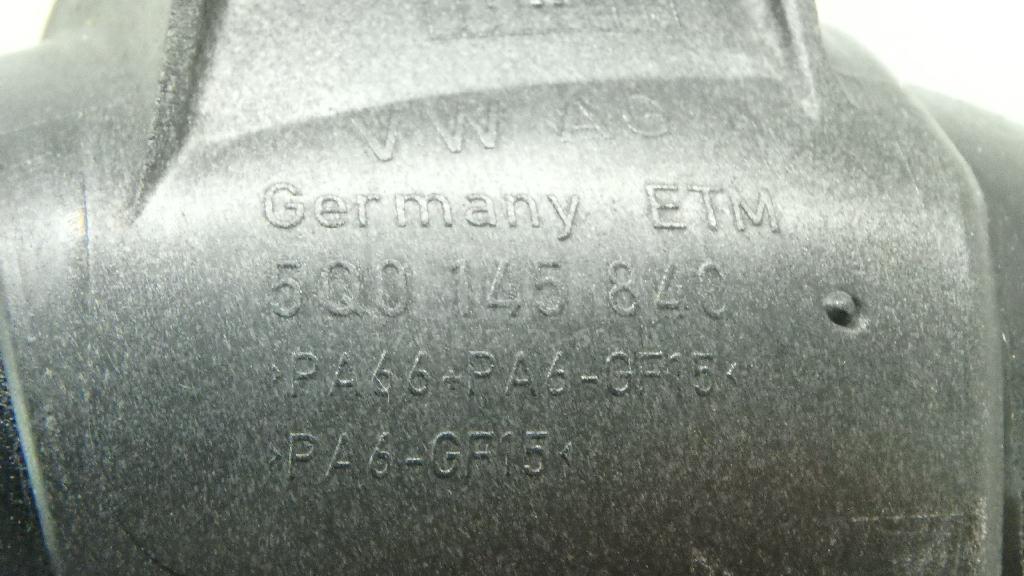 VW AG
Germany ETM
5Q0 145 840
>PA66+PA6-GF15<
>PA6-GF15<